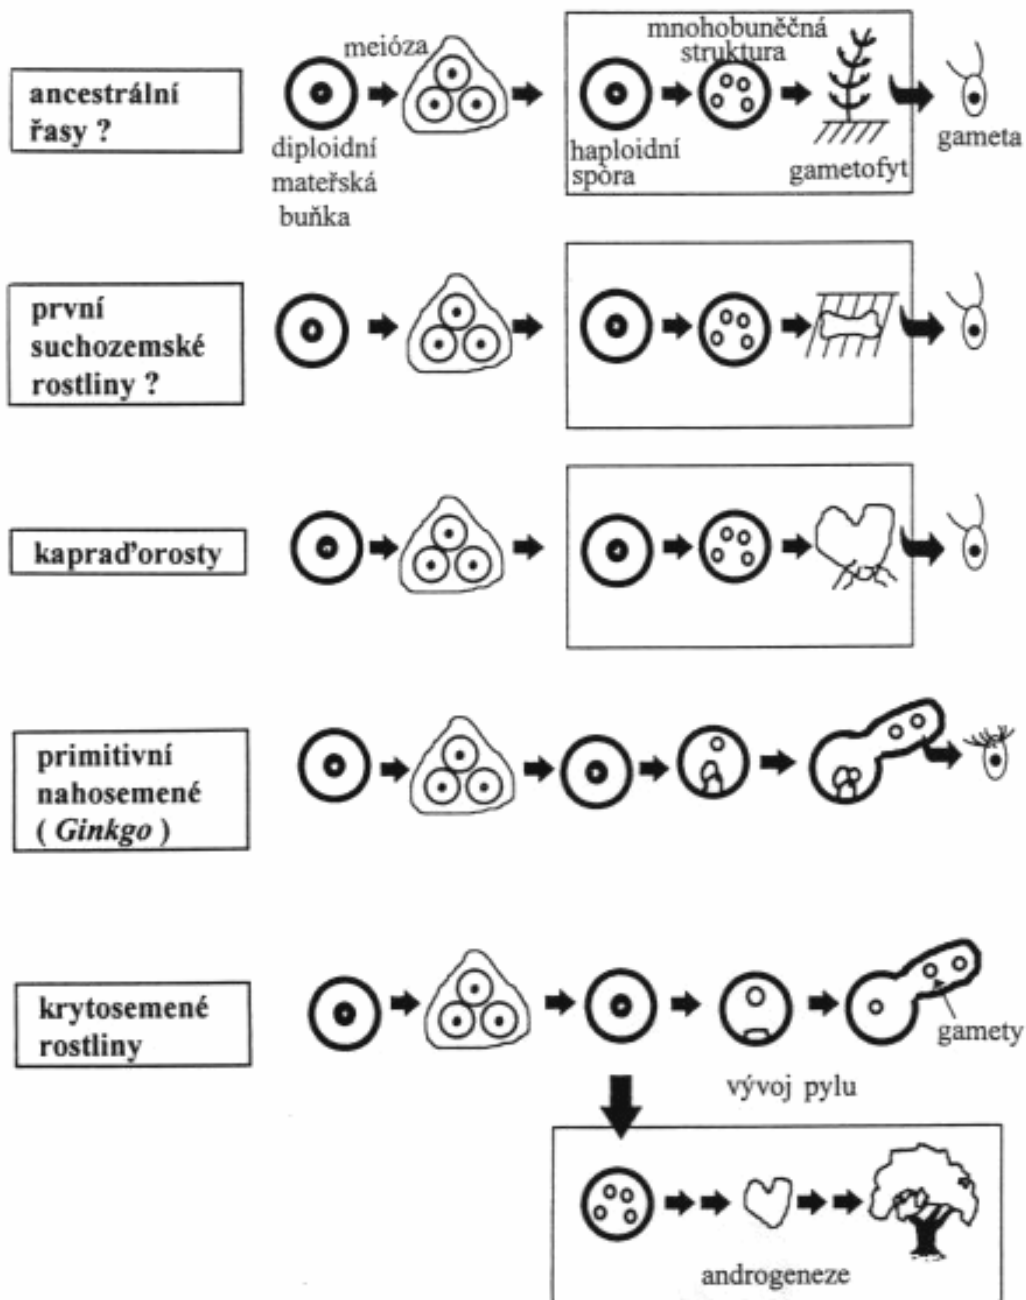 ancestrální
řasy ?
meióza
diploidní
mateřská
buňka
mnohobuněčná
struktura
haploidní
spóra
gametofyt
gameta
první
suchozemské
rostliny ?
kapraďorosty
primitivní
nahosemené
( Ginkgo )
krytosemené
rostliny
gamety
vývoj pylu
androgeneze